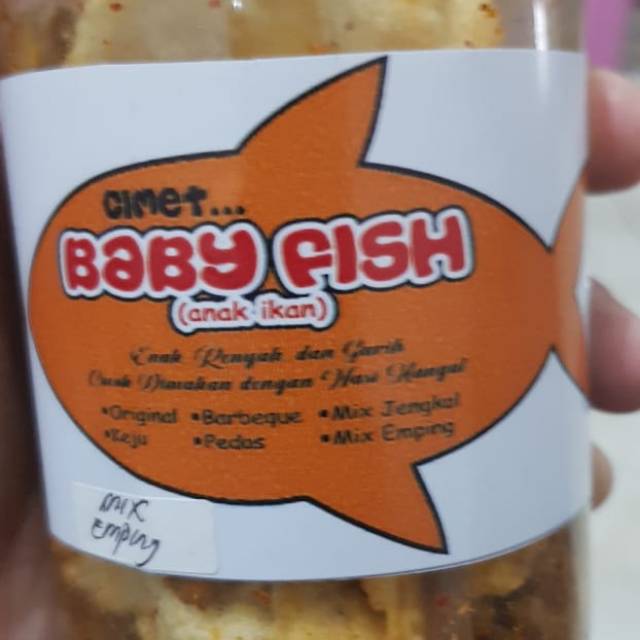 Cimet...
BaBY FISH
(anak ikan)
Enak Renyah dan Gurih
Cocok Dimakan dengan Nasi Hangat
•Original •Barbeque •Mix Jengkol
•Keju •Pedas •Mix Emping
MIX
Emping